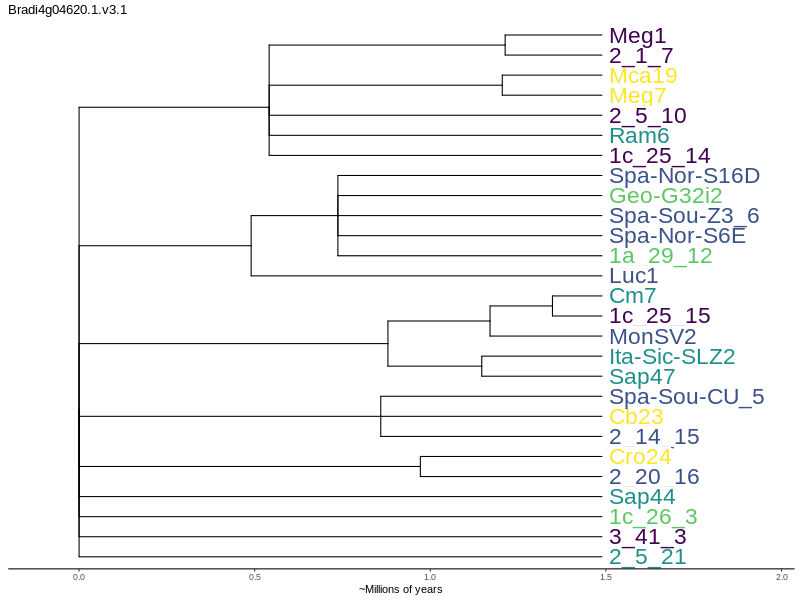 Bradi4g04620.1.v3.1
Meg1
2_1_7
Mca19
Meg7
2_5_10
Ram6
1c_25_14
Spa-Nor-S16D
Geo-G32i2
Spa-Sou-Z3_6
Spa-Nor-S6E
1a_29_12
Luc1
Cm7
1c_25_15
MonSV2
Ita-Sic-SLZ2
Sap47
Spa-Sou-CU_5
Cb23
2_14_15
Cro24
2_20_16
Sap44
1c_26_3
3_41_3
2_5_21
0.0 0.5 1.0 1.5 2.0
~Millions of years